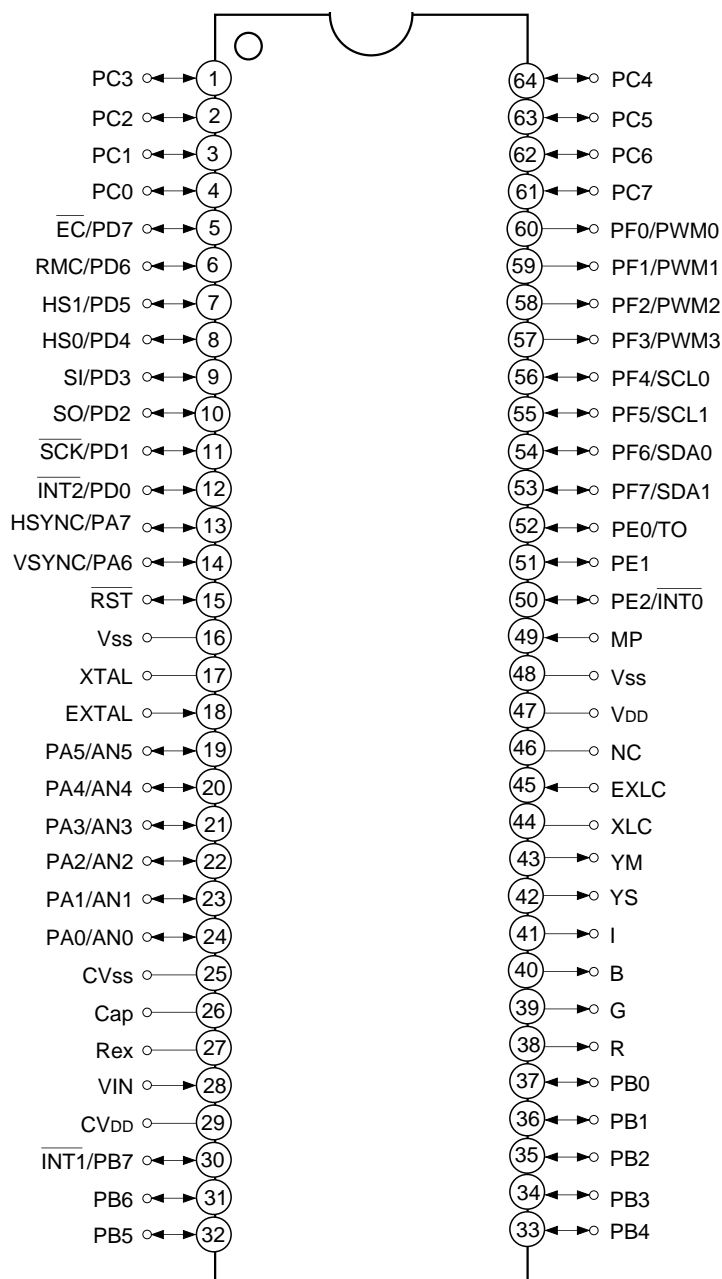 PC3 1 64 PC4
PC2 2 63 PC5
PC1 3 62 PC6
PC0 4 61 PC7
E̅C̅/PD7 5 60 PF0/PWM0
RMC/PD6 6 59 PF1/PWM1
HS1/PD5 7 58 PF2/PWM2
HS0/PD4 8 57 PF3/PWM3
SI/PD3 9 56 PF4/SCL0
SO/PD2 10 55 PF5/SCL1
S̅C̅K̅/PD1 11 54 PF6/SDA0
I̅N̅T̅2̅/PD0 12 53 PF7/SDA1
HSYNC/PA7 13 52 PE0/TO
VSYNC/PA6 14 51 PE1
R̅S̅T̅ 15 50 PE2/I̅N̅T̅0̅
Vss 16 49 MP
XTAL 17 48 Vss
EXTAL 18 47 VDD
PA5/AN5 19 46 NC
PA4/AN4 20 45 EXLC
PA3/AN3 21 44 XLC
PA2/AN2 22 43 YM
PA1/AN1 23 42 YS
PA0/AN0 24 41 I
CVss 25 40 B
Cap 26 39 G
Rex 27 38 R
VIN 28 37 PB0
CVDD 29 36 PB1
I̅N̅T̅1̅/PB7 30 35 PB2
PB6 31 34 PB3
PB5 32 33 PB4